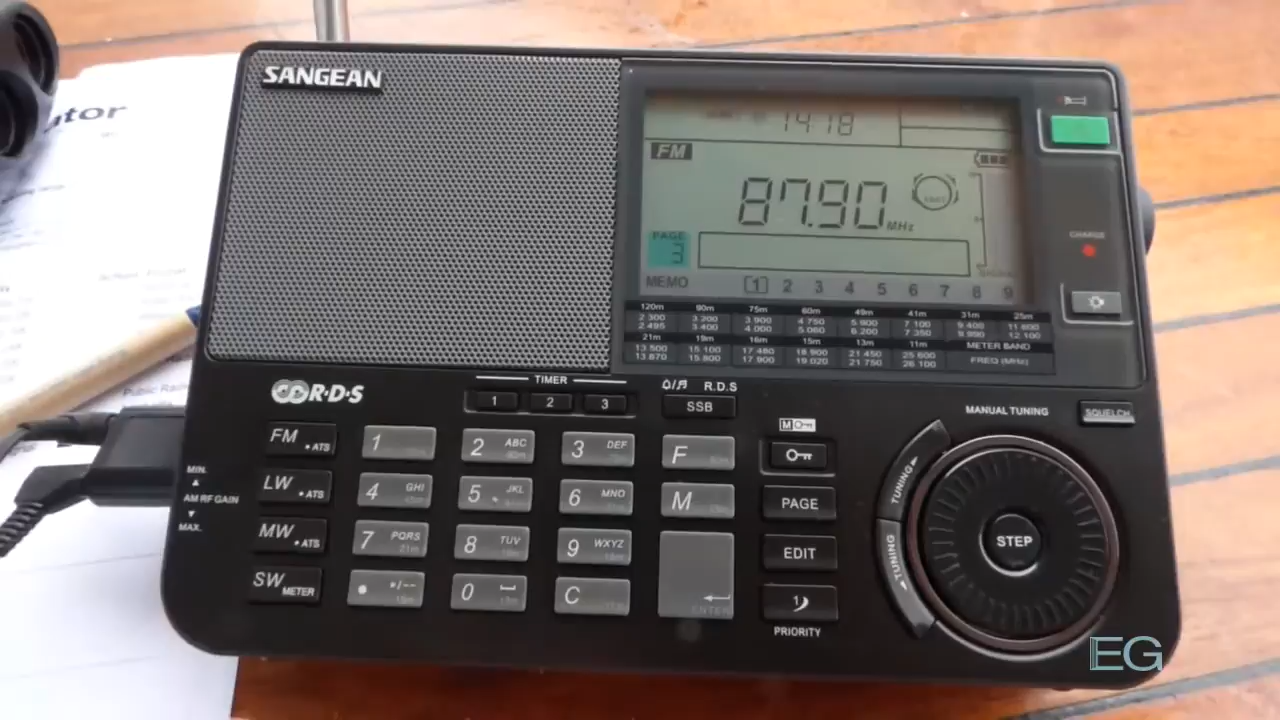 ator
SANGEAN
14:18
FM
87.90 MHz
PAGE
3
MEMO
1 2 3 4 5 6 7 8 9
CHARGE
120m 90m 75m 60m 49m 41m 31m 25m
2.300 3.200 3.900 4.750 5.800 7.100 9.400 11.600
2.495 3.400 4.000 5.060 6.200 7.350 9.990 12.100
21m 19m 16m 15m 13m 11m METER BAND
13.500 15.100 17.480 18.900 21.450 25.600 FREQ (MHz)
13.870 15.800 17.900 19.020 21.750 26.100
R·D·S
TIMER
1 2 3
R.D.S
SSB
MANUAL TUNING
SQUELCH
FM • ATS
1
2 ABC
3 DEF
F
M
LW • ATS
4 GHI
5 JKL
6 MNO
M
PAGE
TUNING
MIN.
AM RF GAIN
MAX.
MW • ATS
7 PQRS
8 TUV
9 WXYZ
ENTER
EDIT
TUNING
STEP
SW METER
0
C
PRIORITY
EG